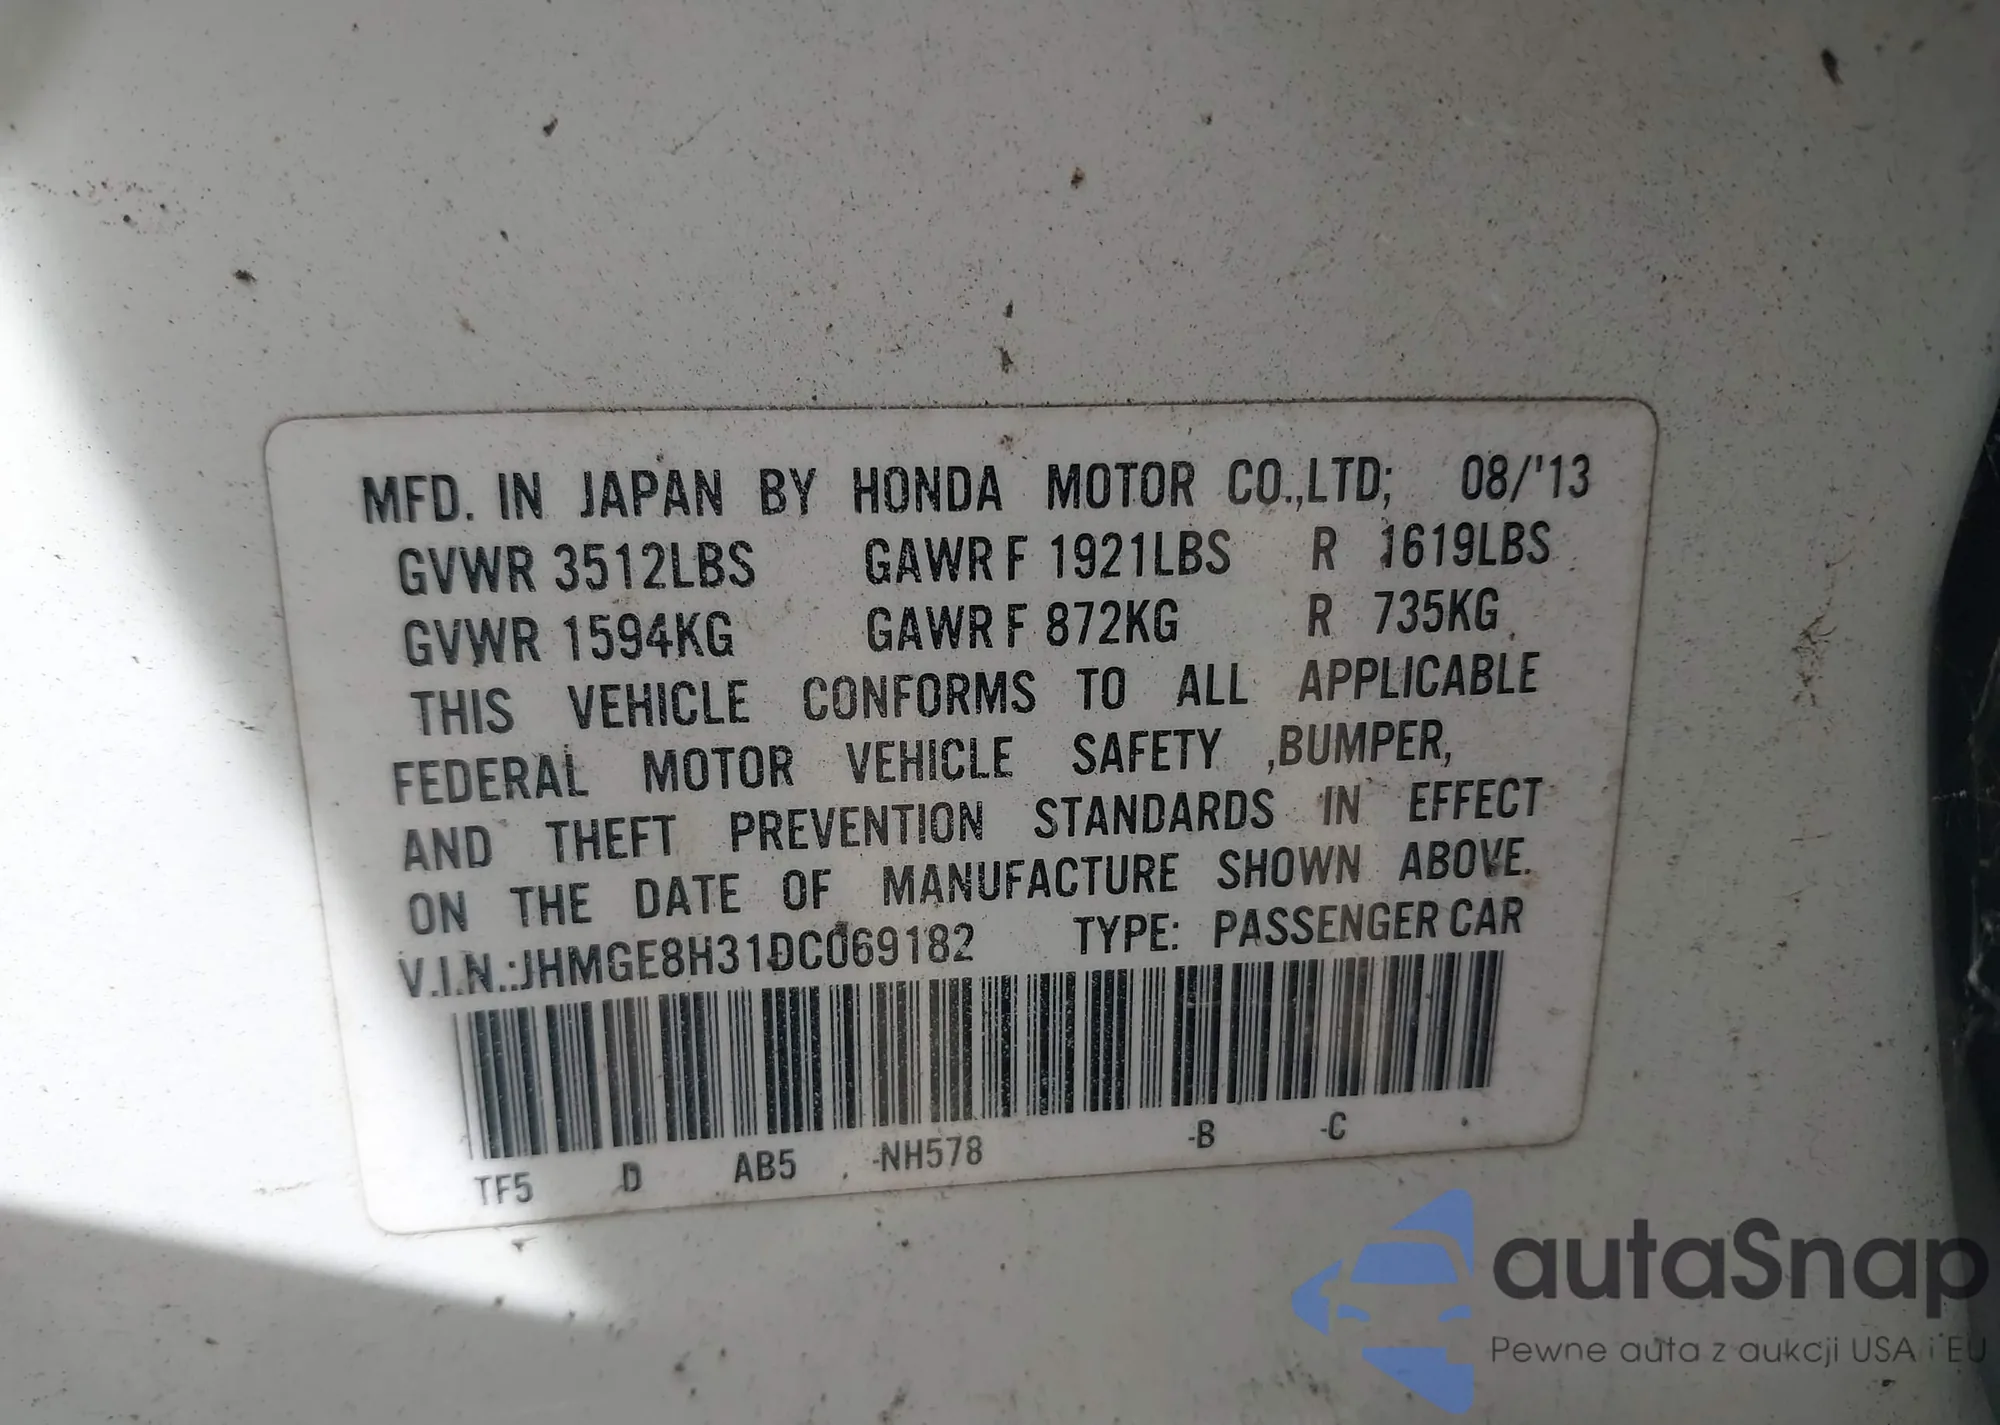 MFD. IN JAPAN BY HONDA MOTOR CO.,LTD; 08/'13
GVWR 3512LBS GAWR F 1921LBS R 1619LBS
GVWR 1594KG GAWR F 872KG R 735KG
THIS VEHICLE CONFORMS TO ALL APPLICABLE
FEDERAL MOTOR VEHICLE SAFETY ,BUMPER,
AND THEFT PREVENTION STANDARDS IN EFFECT
ON THE DATE OF MANUFACTURE SHOWN ABOVE.
V.I.N.:JHMGE8H31DC069182 TYPE: PASSENGER CAR
TF5 D AB5 -NH578 -B -C
autaSnap
Pewne auta z aukcji USA i EU